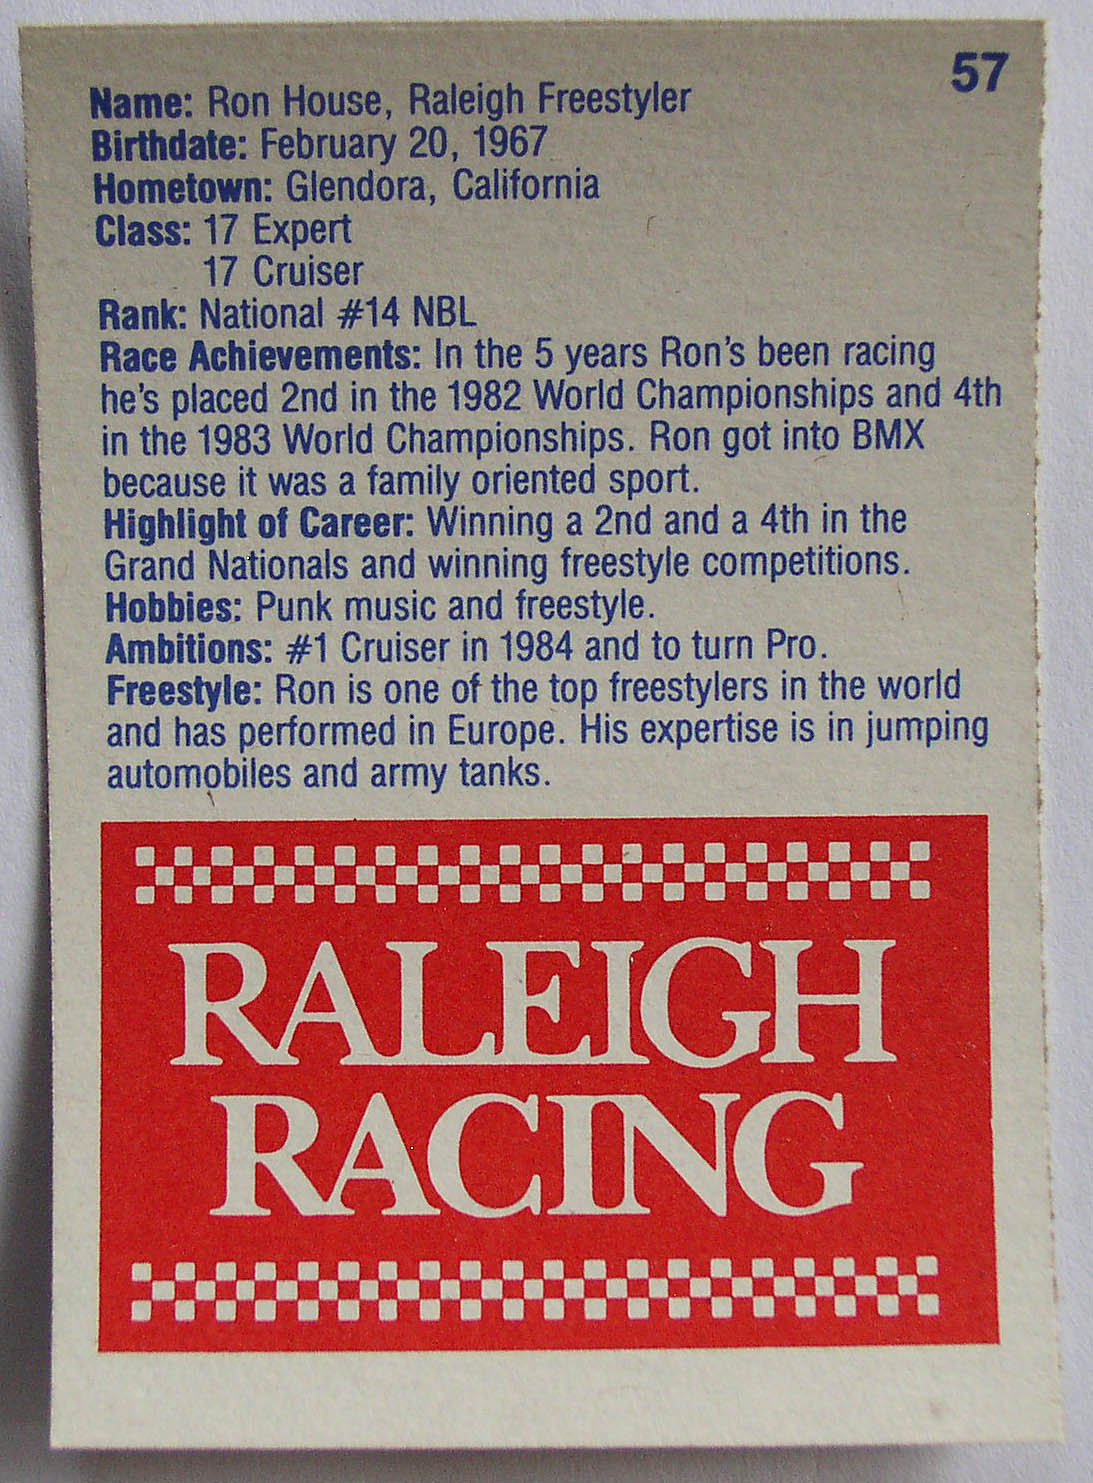 57
Name: Ron House, Raleigh Freestyler
Birthdate: February 20, 1967
Hometown: Glendora, California
Class: 17 Expert
17 Cruiser
Rank: National #14 NBL
Race Achievements: In the 5 years Ron's been racing
he's placed 2nd in the 1982 World Championships and 4th
in the 1983 World Championships. Ron got into BMX
because it was a family oriented sport.
Highlight of Career: Winning a 2nd and a 4th in the
Grand Nationals and winning freestyle competitions.
Hobbies: Punk music and freestyle.
Ambitions: #1 Cruiser in 1984 and to turn Pro.
Freestyle: Ron is one of the top freestylers in the world
and has performed in Europe. His expertise is in jumping
automobiles and army tanks.
RALEIGH
RACING